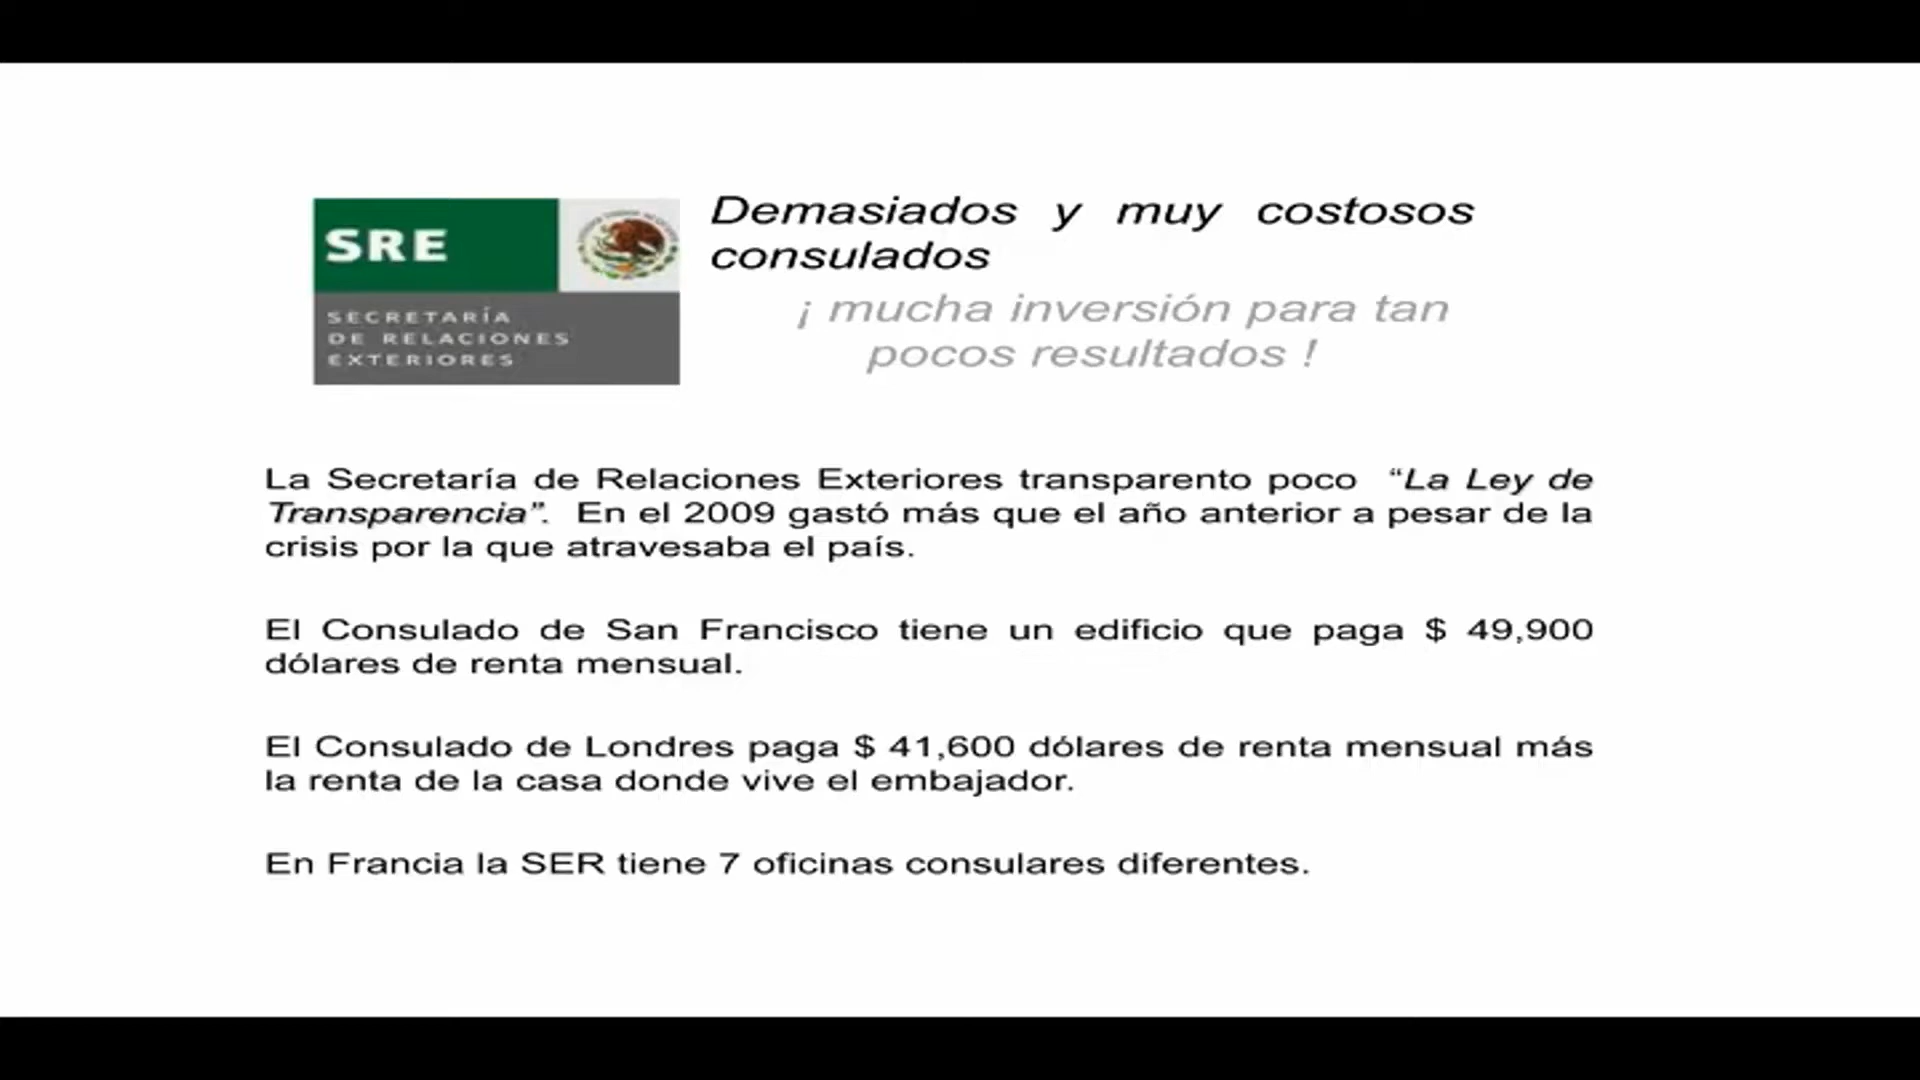 SRE
SECRETARÍA
DE RELACIONES
EXTERIORES
Demasiados y muy costosos
consulados
¡ mucha inversión para tan
pocos resultados !
La Secretaría de Relaciones Exteriores transparento poco “La Ley de
Transparencia”. En el 2009 gastó más que el año anterior a pesar de la
crisis por la que atravesaba el país.
El Consulado de San Francisco tiene un edificio que paga $ 49,900
dólares de renta mensual.
El Consulado de Londres paga $ 41,600 dólares de renta mensual más
la renta de la casa donde vive el embajador.
En Francia la SER tiene 7 oficinas consulares diferentes.